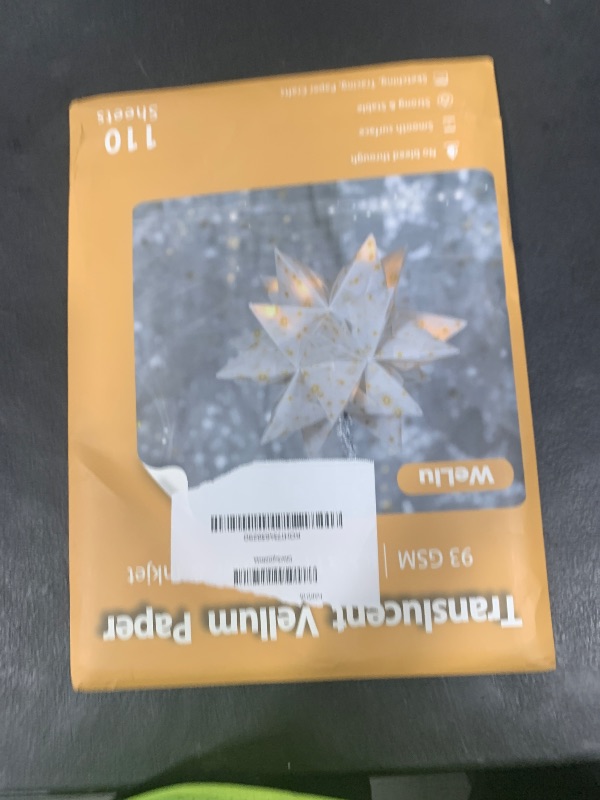 Translucent Vellum Paper
93 GSM
nkjet
WeLiu
No bleed through
Smooth surface
Strong & Stable
Sketching, Tracing, Paper Crafts
110
Sheets